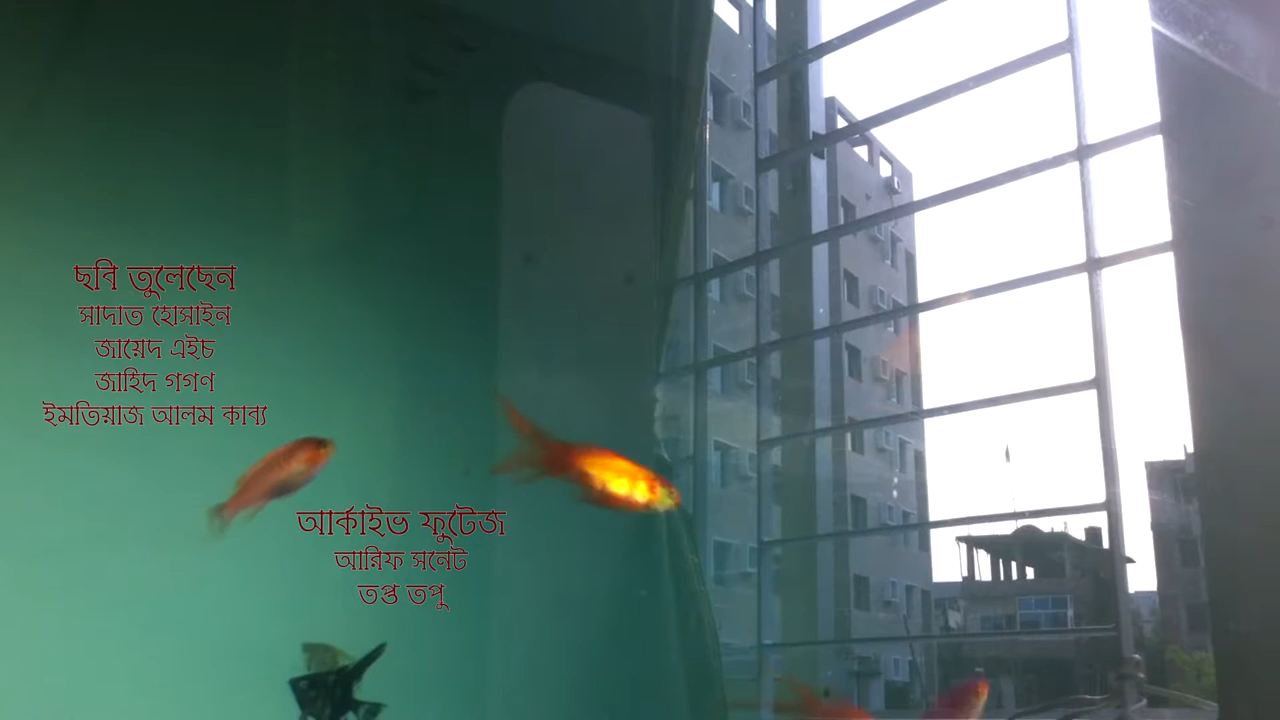 ছবি তুলেছেন
সাদাত হোসাইন
জায়েদ এইচ
জাহিদ গগণ
ইমতিয়াজ আলম কাব্য
আর্কাইভ ফুটেজ
আরিফ সনেট
তপ্ত তপু